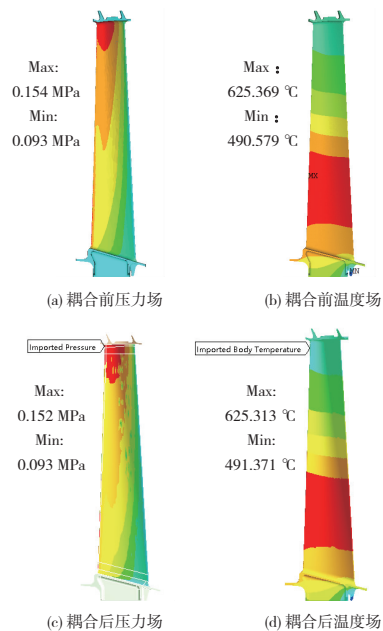 Max:
0.154 MPa
Min:
0.093 MPa
Max：
625.369 ℃
Min：
490.579 ℃
MX
MN
(a) 耦合前压力场
(b) 耦合前温度场
Imported Pressure
Imported Body Temperature
Max:
0.152 MPa
Min:
0.093 MPa
Max:
625.313 ℃
Min:
491.371 ℃
(c) 耦合后压力场
(d) 耦合后温度场